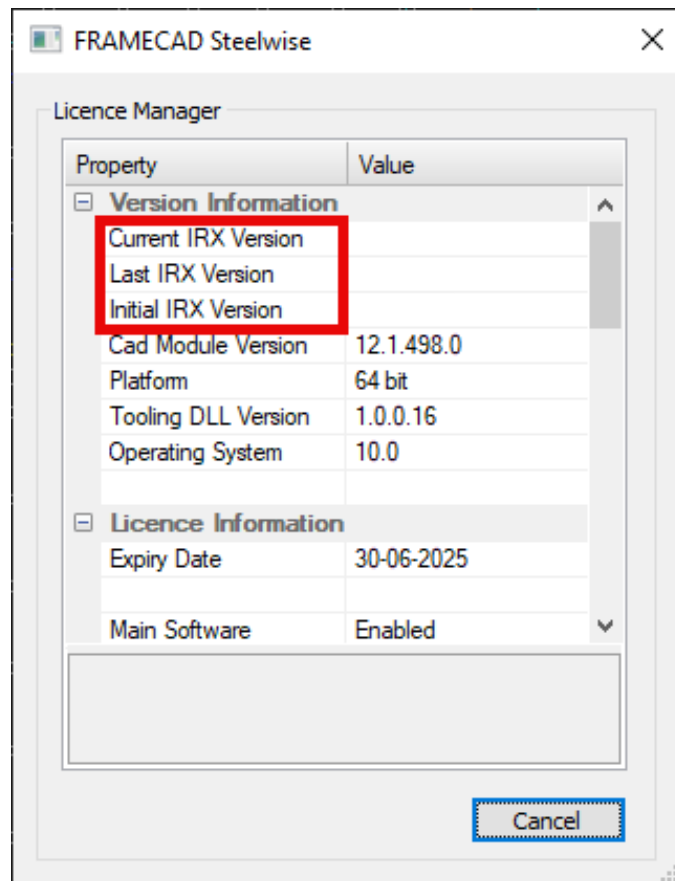 FRAMECAD Steelwise
Licence Manager
Property Value
Version Information
Current IRX Version
Last IRX Version
Initial IRX Version
Cad Module Version 12.1.498.0
Platform 64 bit
Tooling DLL Version 1.0.0.16
Operating System 10.0
Licence Information
Expiry Date 30-06-2025
Main Software Enabled
Cancel